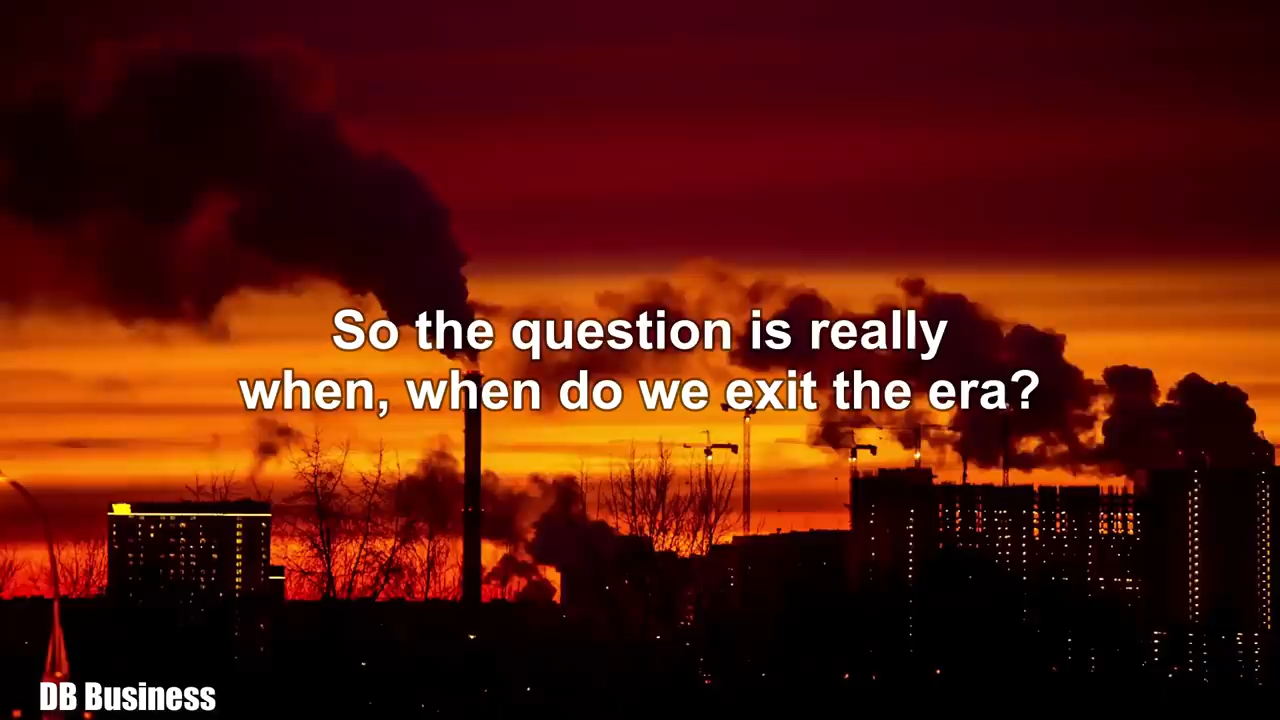 So the question is really
when, when do we exit the era?
DB Business